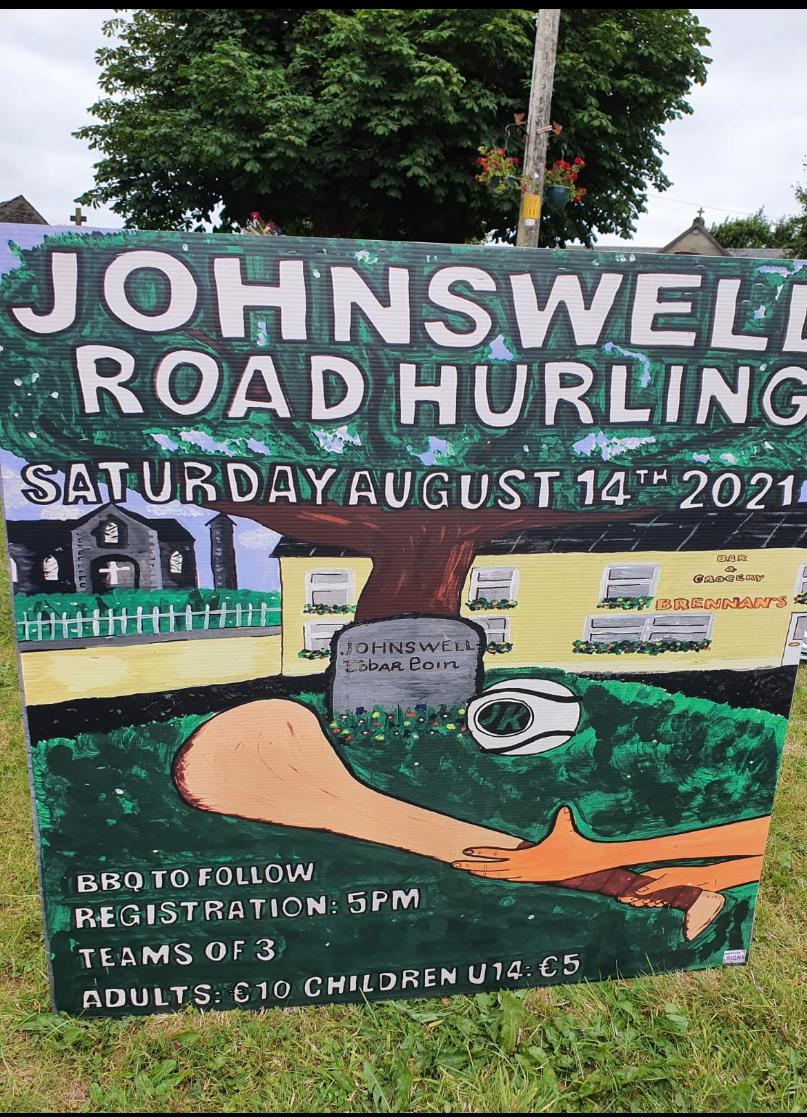 JOHNSWELL
ROAD HURLING
SATURDAY AUGUST 14TH 2021
BAR
&
GROCERY
BRENNAN'S
JOHNSWELL
Tobar Eoin
JK
BBQ TO FOLLOW
REGISTRATION: 5PM
TEAMS OF 3
ADULTS: €10 CHILDREN U14: €5
SIGNS